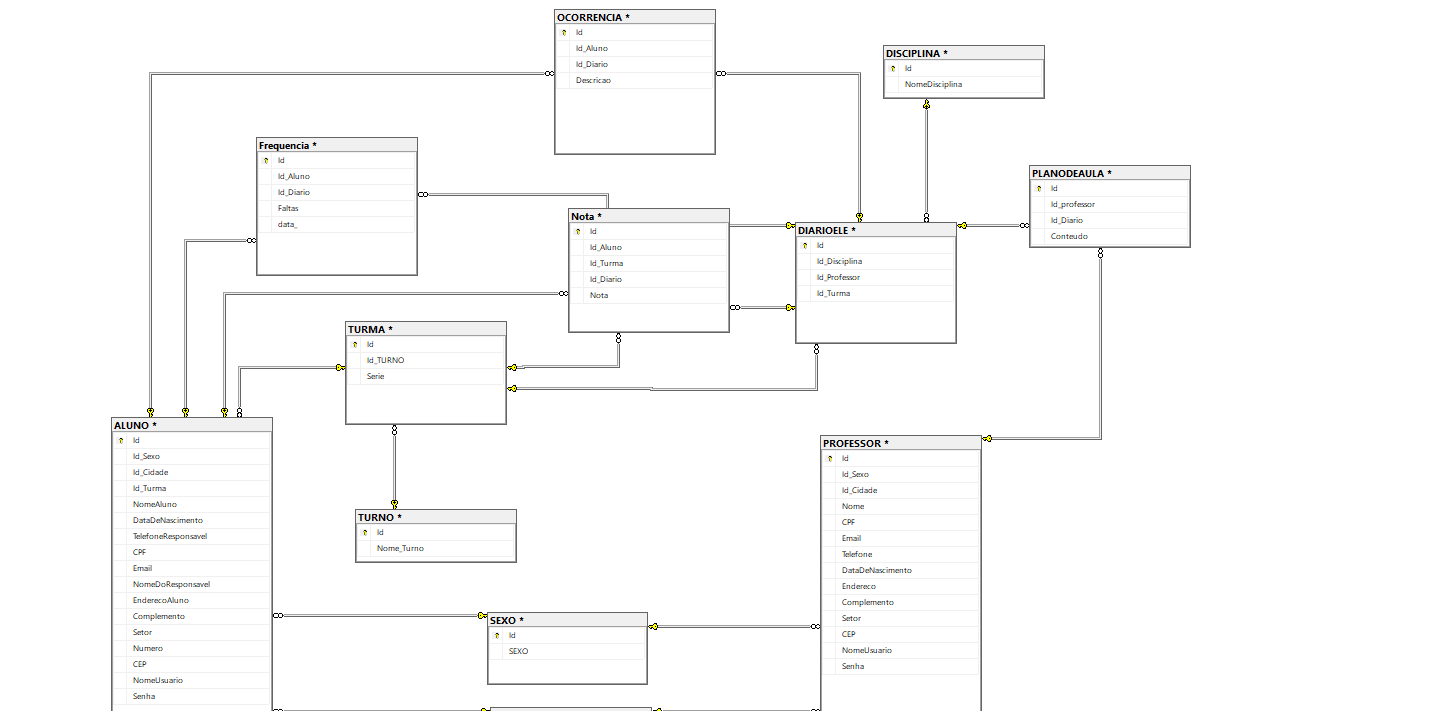 OCORRENCIA *
Id
Id_Aluno
Id_Diario
Descricao
DISCIPLINA *
Id
NomeDisciplina
Frequencia *
Id
Id_Aluno
Id_Diario
Faltas
data_
PLANODEAULA *
Id
Id_professor
Id_Diario
Conteudo
Nota *
Id
Id_Aluno
Id_Turma
Id_Diario
Nota
DIARIOELE *
Id
Id_Disciplina
Id_Professor
Id_Turma
TURMA *
Id
Id_TURNO
Serie
ALUNO *
Id
Id_Sexo
Id_Cidade
Id_Turma
NomeAluno
DataDeNascimento
TelefoneResponsavel
CPF
Email
NomeDoResponsavel
EnderecoAluno
Complemento
Setor
Numero
CEP
NomeUsuario
Senha
TURNO *
Id
Nome_Turno
PROFESSOR *
Id
Id_Sexo
Id_Cidade
Nome
CPF
Email
Telefone
DataDeNascimento
Endereco
Complemento
Setor
CEP
NomeUsuario
Senha
SEXO *
Id
SEXO